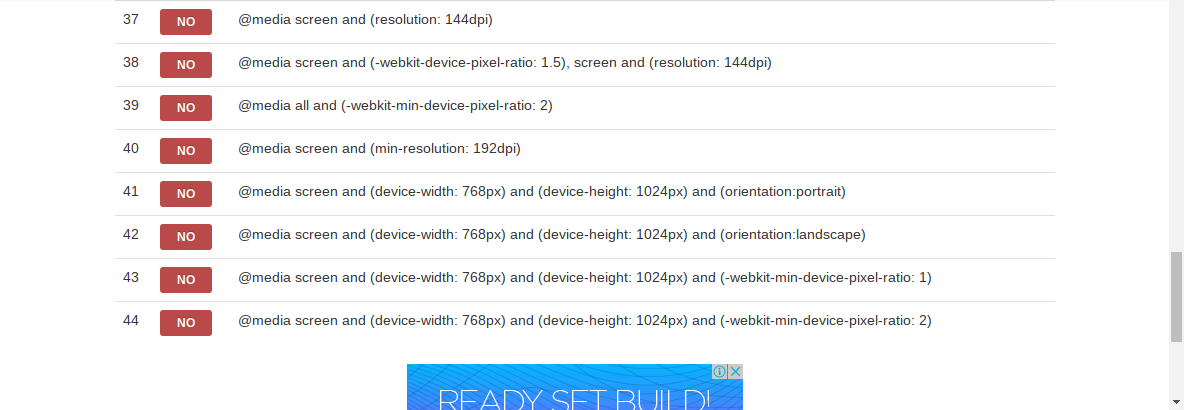 37 NO @media screen and (resolution: 144dpi)
38 NO @media screen and (-webkit-device-pixel-ratio: 1.5), screen and (resolution: 144dpi)
39 NO @media all and (-webkit-min-device-pixel-ratio: 2)
40 NO @media screen and (min-resolution: 192dpi)
41 NO @media screen and (device-width: 768px) and (device-height: 1024px) and (orientation:portrait)
42 NO @media screen and (device-width: 768px) and (device-height: 1024px) and (orientation:landscape)
43 NO @media screen and (device-width: 768px) and (device-height: 1024px) and (-webkit-min-device-pixel-ratio: 1)
44 NO @media screen and (device-width: 768px) and (device-height: 1024px) and (-webkit-min-device-pixel-ratio: 2)
READY SET BUILD!